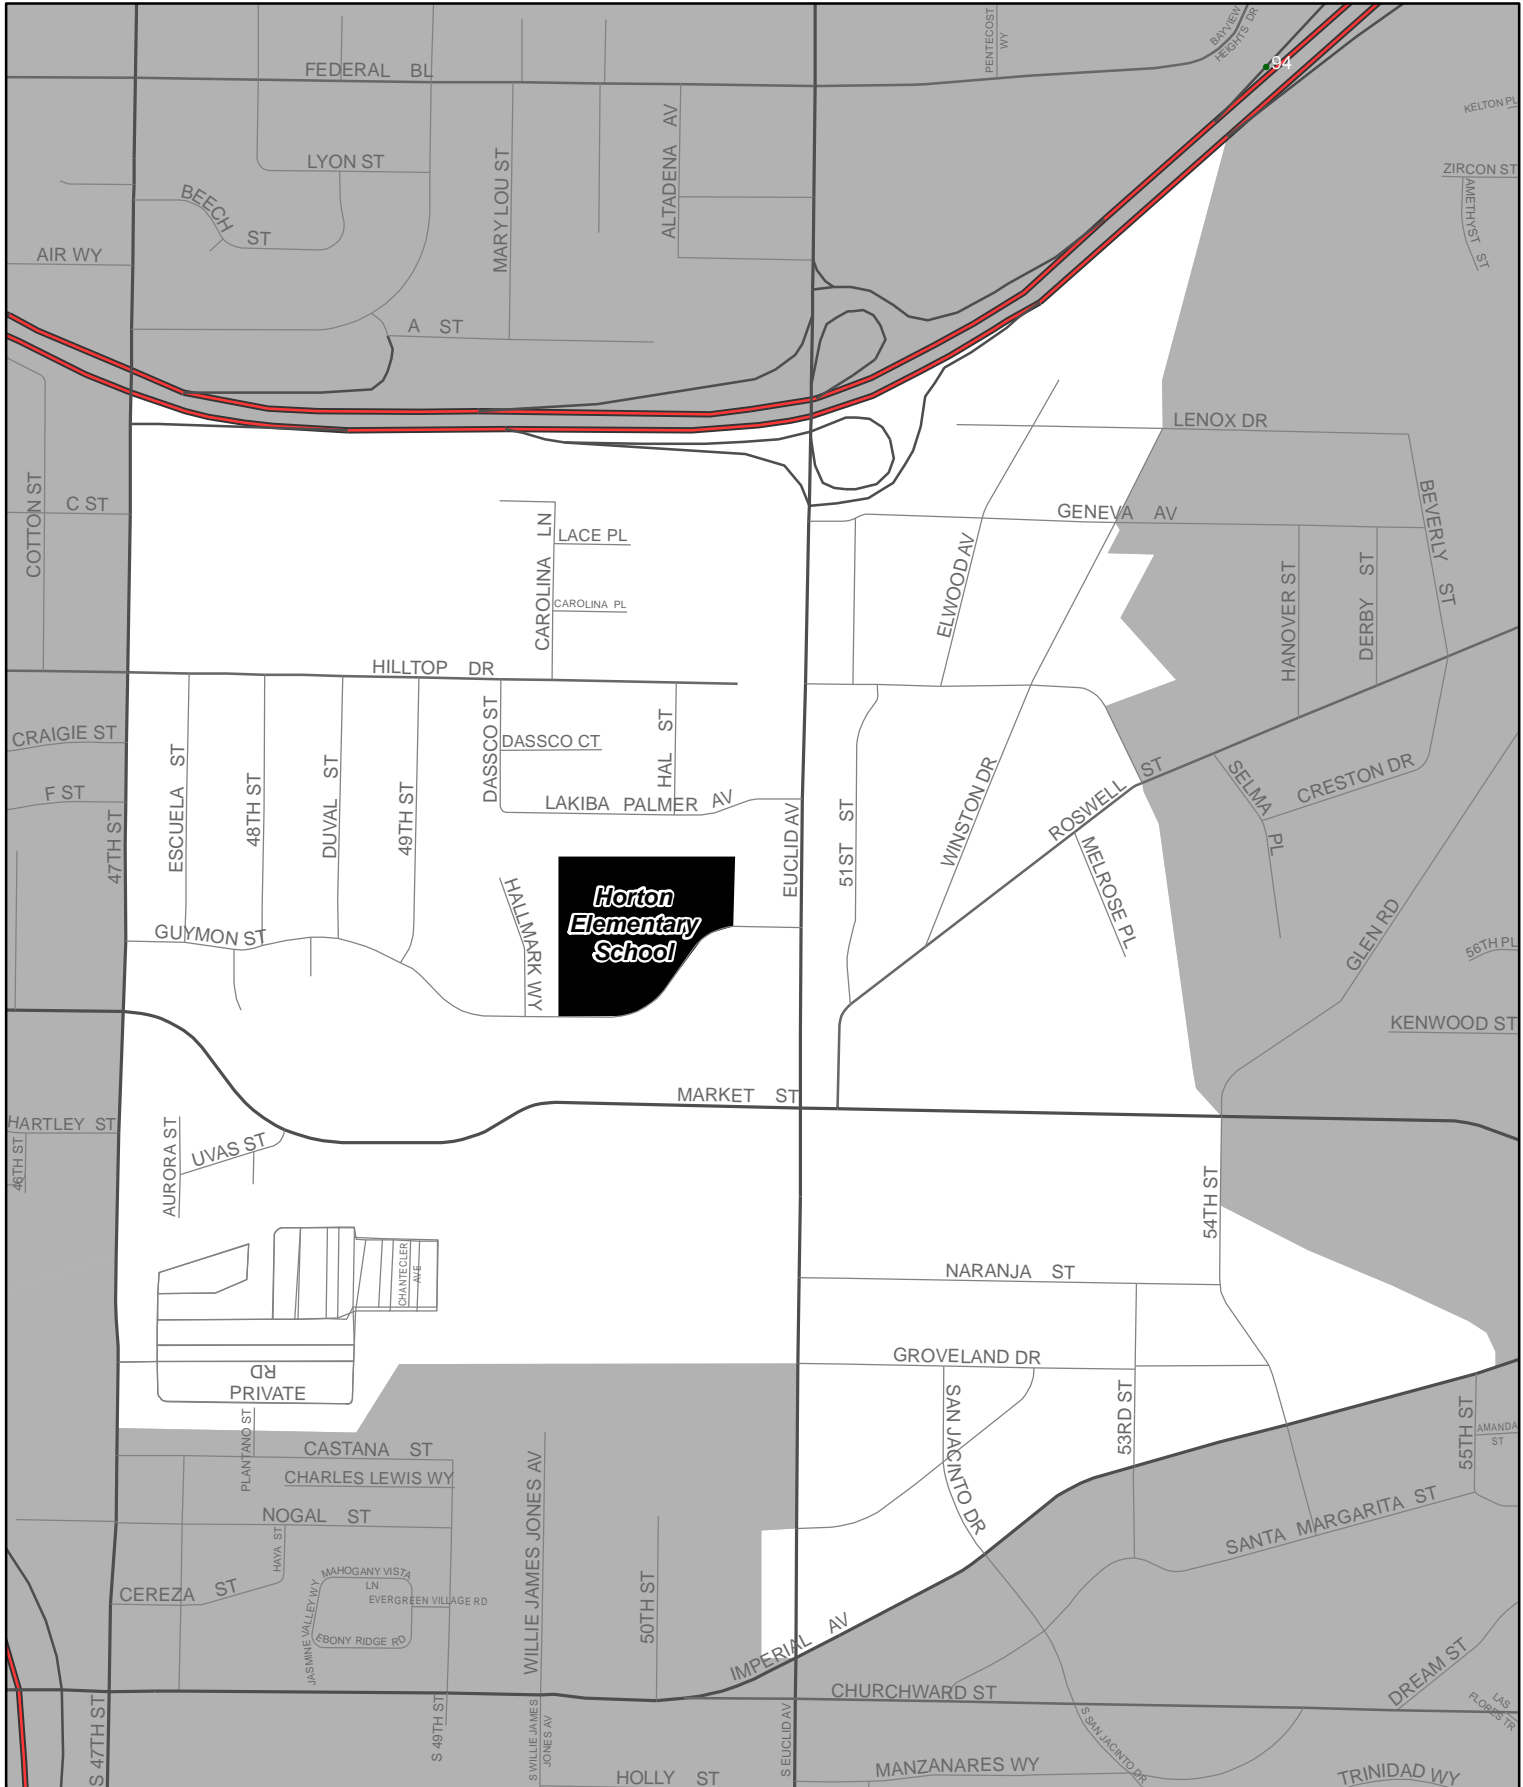 PENTECOST
WY
BAYVIEW
HEIGHTS DR
94
FEDERAL BL
KELTON PL
LYON ST
MARY LOU ST
ALTADENA AV
ZIRCON ST
AMETHYST ST
BEECH ST
AIR WY
A ST
LENOX DR
COTTON ST
C ST
CAROLINA LN
LACE PL
CAROLINA PL
GENEVA AV
ELWOOD AV
BEVERLY ST
HANOVER ST
DERBY ST
HILLTOP DR
CRAIGIE ST
F ST
47TH ST
ESCUELA ST
48TH ST
DUVAL ST
49TH ST
DASSCO ST
DASSCO CT
HAL ST
LAKIBA PALMER AV
EUCLID AV
51ST ST
WINSTON DR
ROSWELL ST
MELROSE PL
SELMA PL
CRESTON DR
GLEN RD
56TH PL
KENWOOD ST
GUYMON ST
HALLMARK WY
Horton
Elementary
School
MARKET ST
HARTLEY ST
46TH ST
AURORA ST
UVAS ST
54TH ST
CHANTECLER
AVE
NARANJA ST
RD
PRIVATE
GROVELAND DR
SAN JACINTO DR
53RD ST
55TH ST
AMANDA
ST
PLANTANO ST
CASTANA ST
CHARLES LEWIS WY
NOGAL ST
HAYA ST
CEREZA ST
MAHOGANY VISTA
LN
EVERGREEN VILLAGE RD
JASMINE VALLEY WY
EBONY RIDGE RD
WILLIE JAMES JONES AV
50TH ST
SANTA MARGARITA ST
IMPERIAL AV
CHURCHWARD ST
DREAM ST
LAS
FLORES TR
S 47TH ST
S 49TH ST
S WILLIE JAMES
JONES AV
S EUCLID AV
S SAN JACINTO DR
HOLLY ST
MANZANARES WY
TRINIDAD WY